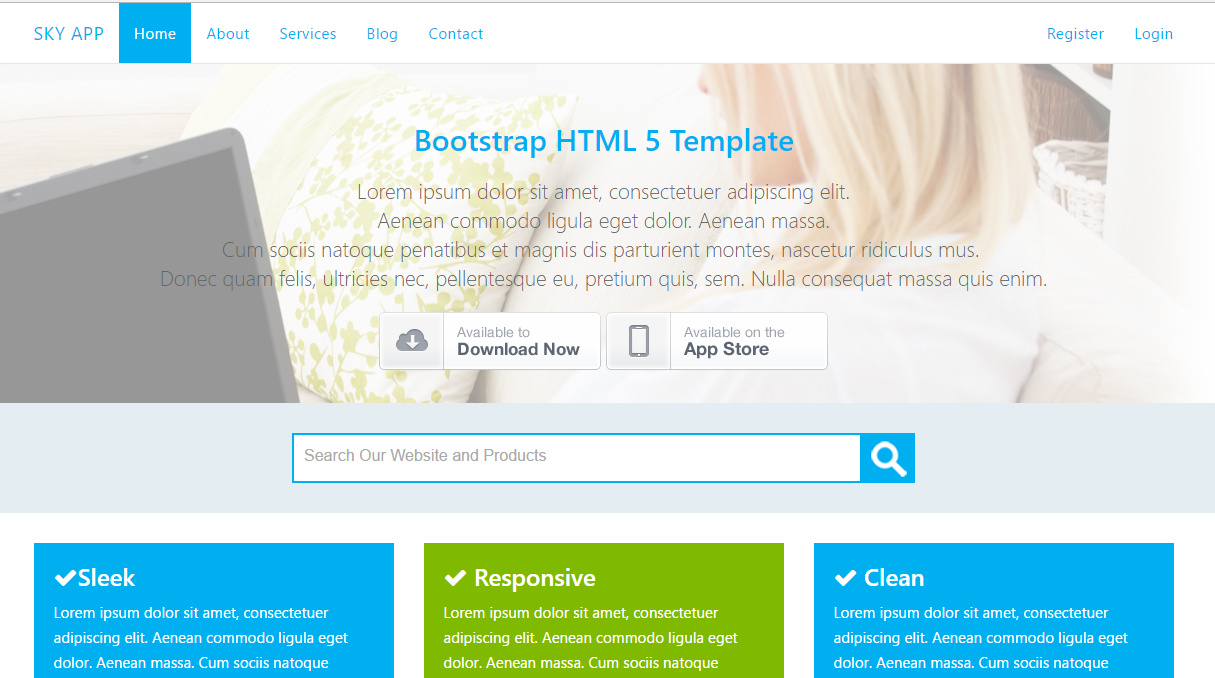 SKY APP Home About Services Blog Contact Register Login
Bootstrap HTML 5 Template
Lorem ipsum dolor sit amet, consectetuer adipiscing elit.
Aenean commodo ligula eget dolor. Aenean massa.
Cum sociis natoque penatibus et magnis dis parturient montes, nascetur ridiculus mus.
Donec quam felis, ultricies nec, pellentesque eu, pretium quis, sem. Nulla consequat massa quis enim.
Available to
Download Now
Available on the
App Store
Search Our Website and Products
Sleek
Lorem ipsum dolor sit amet, consectetuer
adipiscing elit. Aenean commodo ligula eget
dolor. Aenean massa. Cum sociis natoque
Responsive
Lorem ipsum dolor sit amet, consectetuer
adipiscing elit. Aenean commodo ligula eget
dolor. Aenean massa. Cum sociis natoque
Clean
Lorem ipsum dolor sit amet, consectetuer
adipiscing elit. Aenean commodo ligula eget
dolor. Aenean massa. Cum sociis natoque